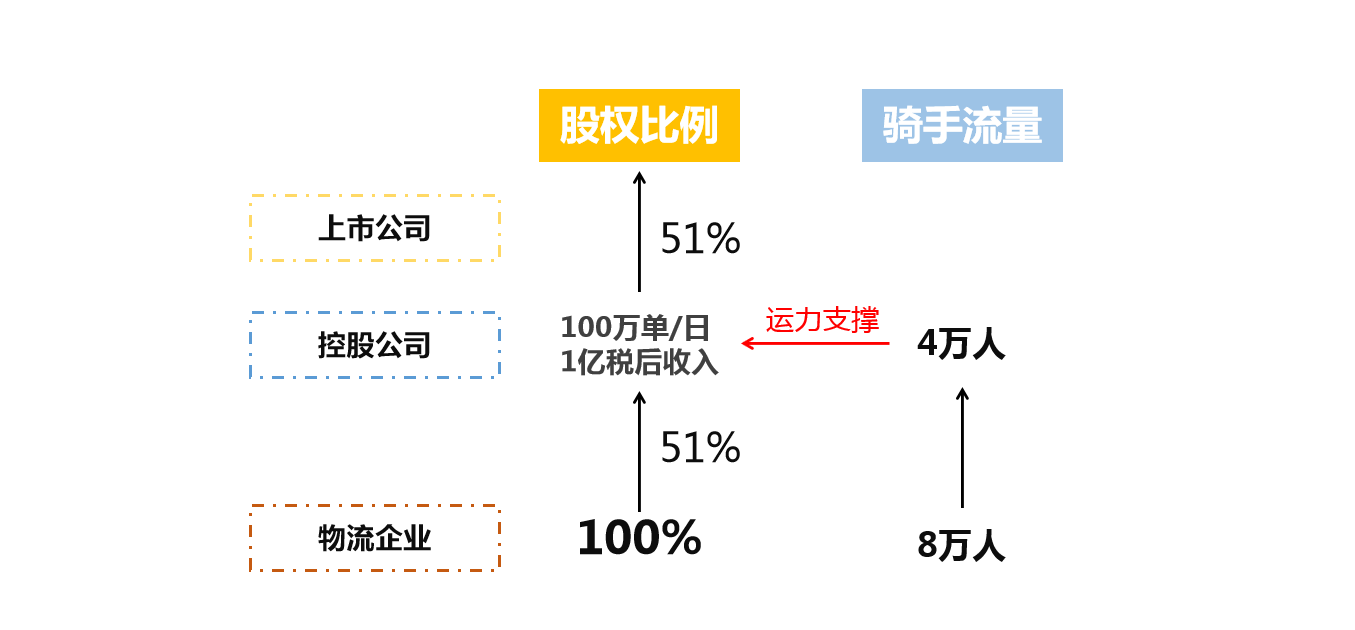 股权比例
骑手流量
上市公司
51%
控股公司
100万单/日
1亿税后收入
运力支撑
4万人
51%
物流企业
100%
8万人